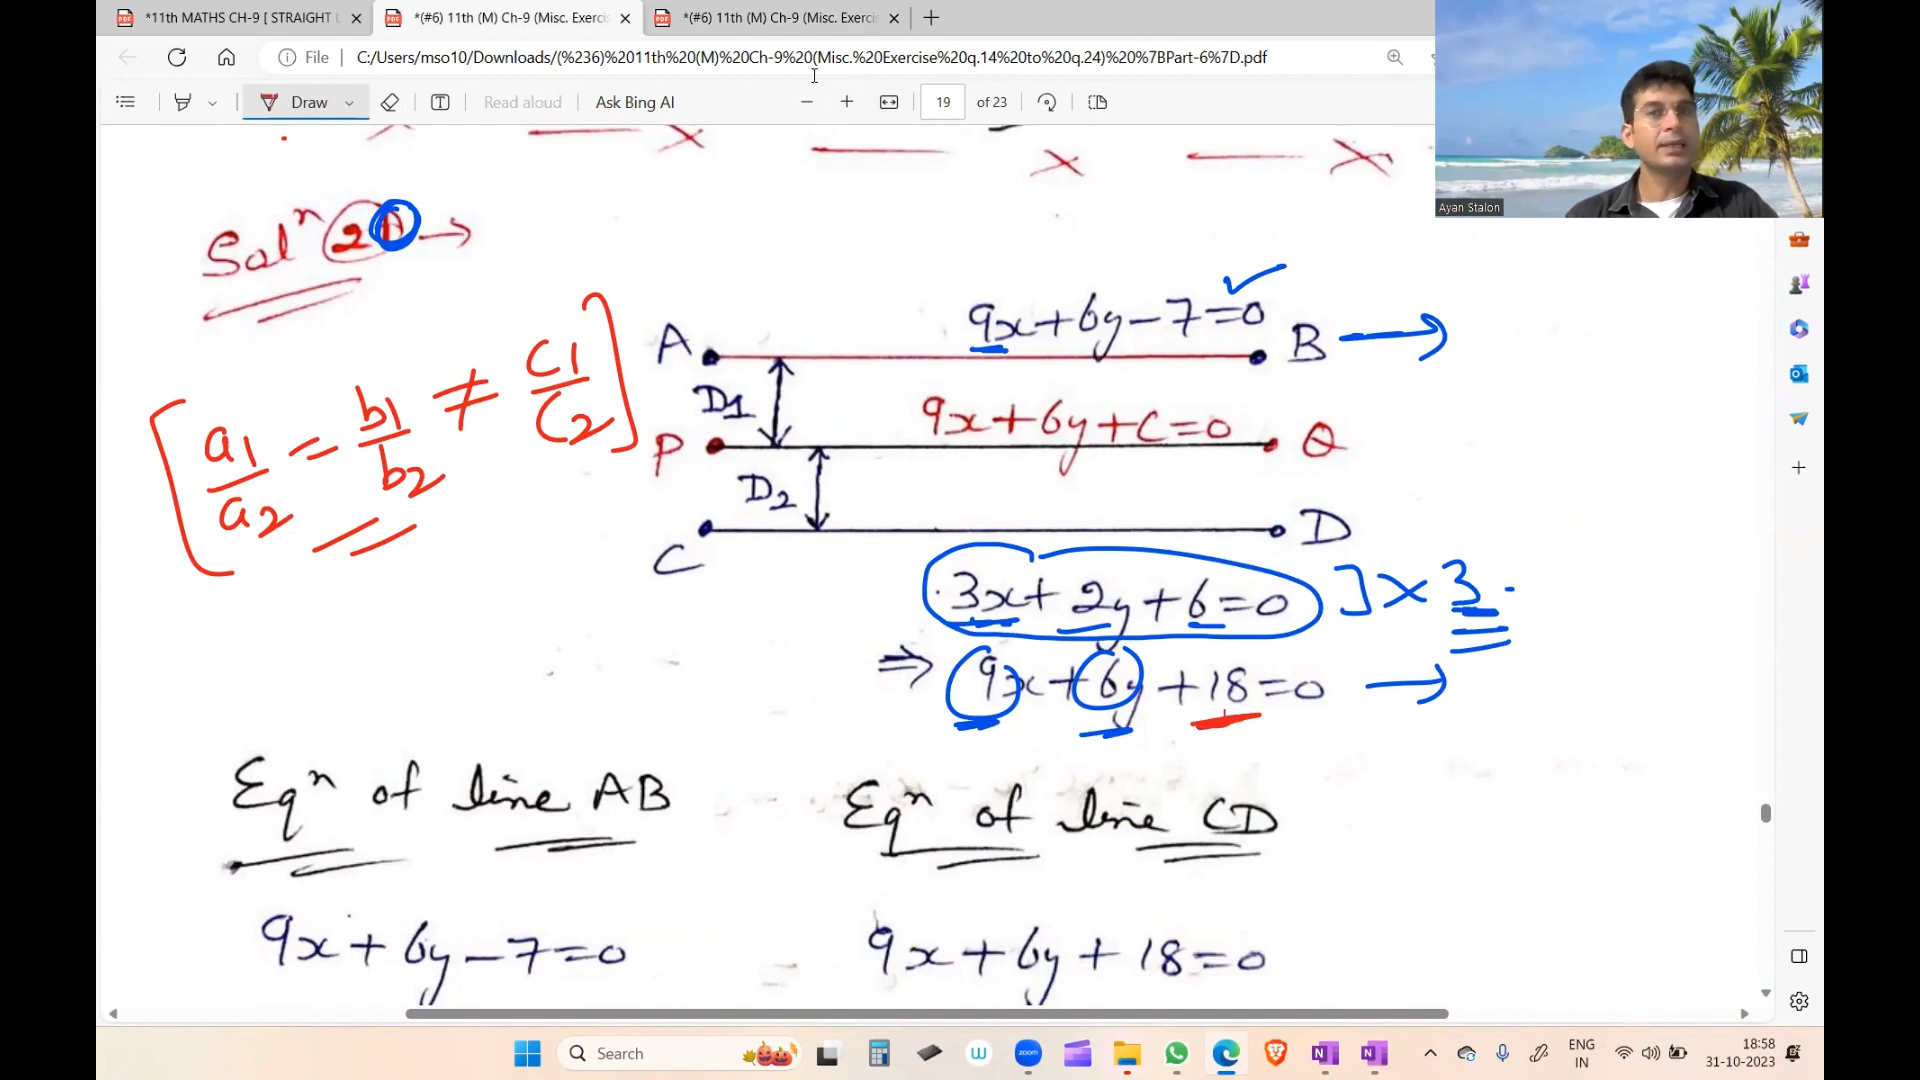 *11th MATHS CH-9 [ STRAIGHT L
*(#6) 11th (M) Ch-9 (Misc. Exerci
*(#6) 11th (M) Ch-9 (Misc. Exerci
File C:/Users/mso10/Downloads/(%236)%2011th%20(M)%20Ch-9%20(Misc.%20Exercise%20q.14%20to%20q.24)%20%7BPart-6%7D.pdf
Draw Read aloud Ask Bing AI 19 of 23
Ayan Stalon
Solⁿ 21 →
9x+6y-7=0
A B →
a1/a2 = b1/b2 ≠ c1/c2
D1
9x+6y+C=0
P Q
D2
C D
3x+2y+6=0 ] × 3
⇒ 9x+6y+18=0 →
Eqⁿ of line AB
Eqⁿ of line CD
9x+6y-7=0
9x+6y+18=0
Search
zoom
ENG
IN
18:58
31-10-2023